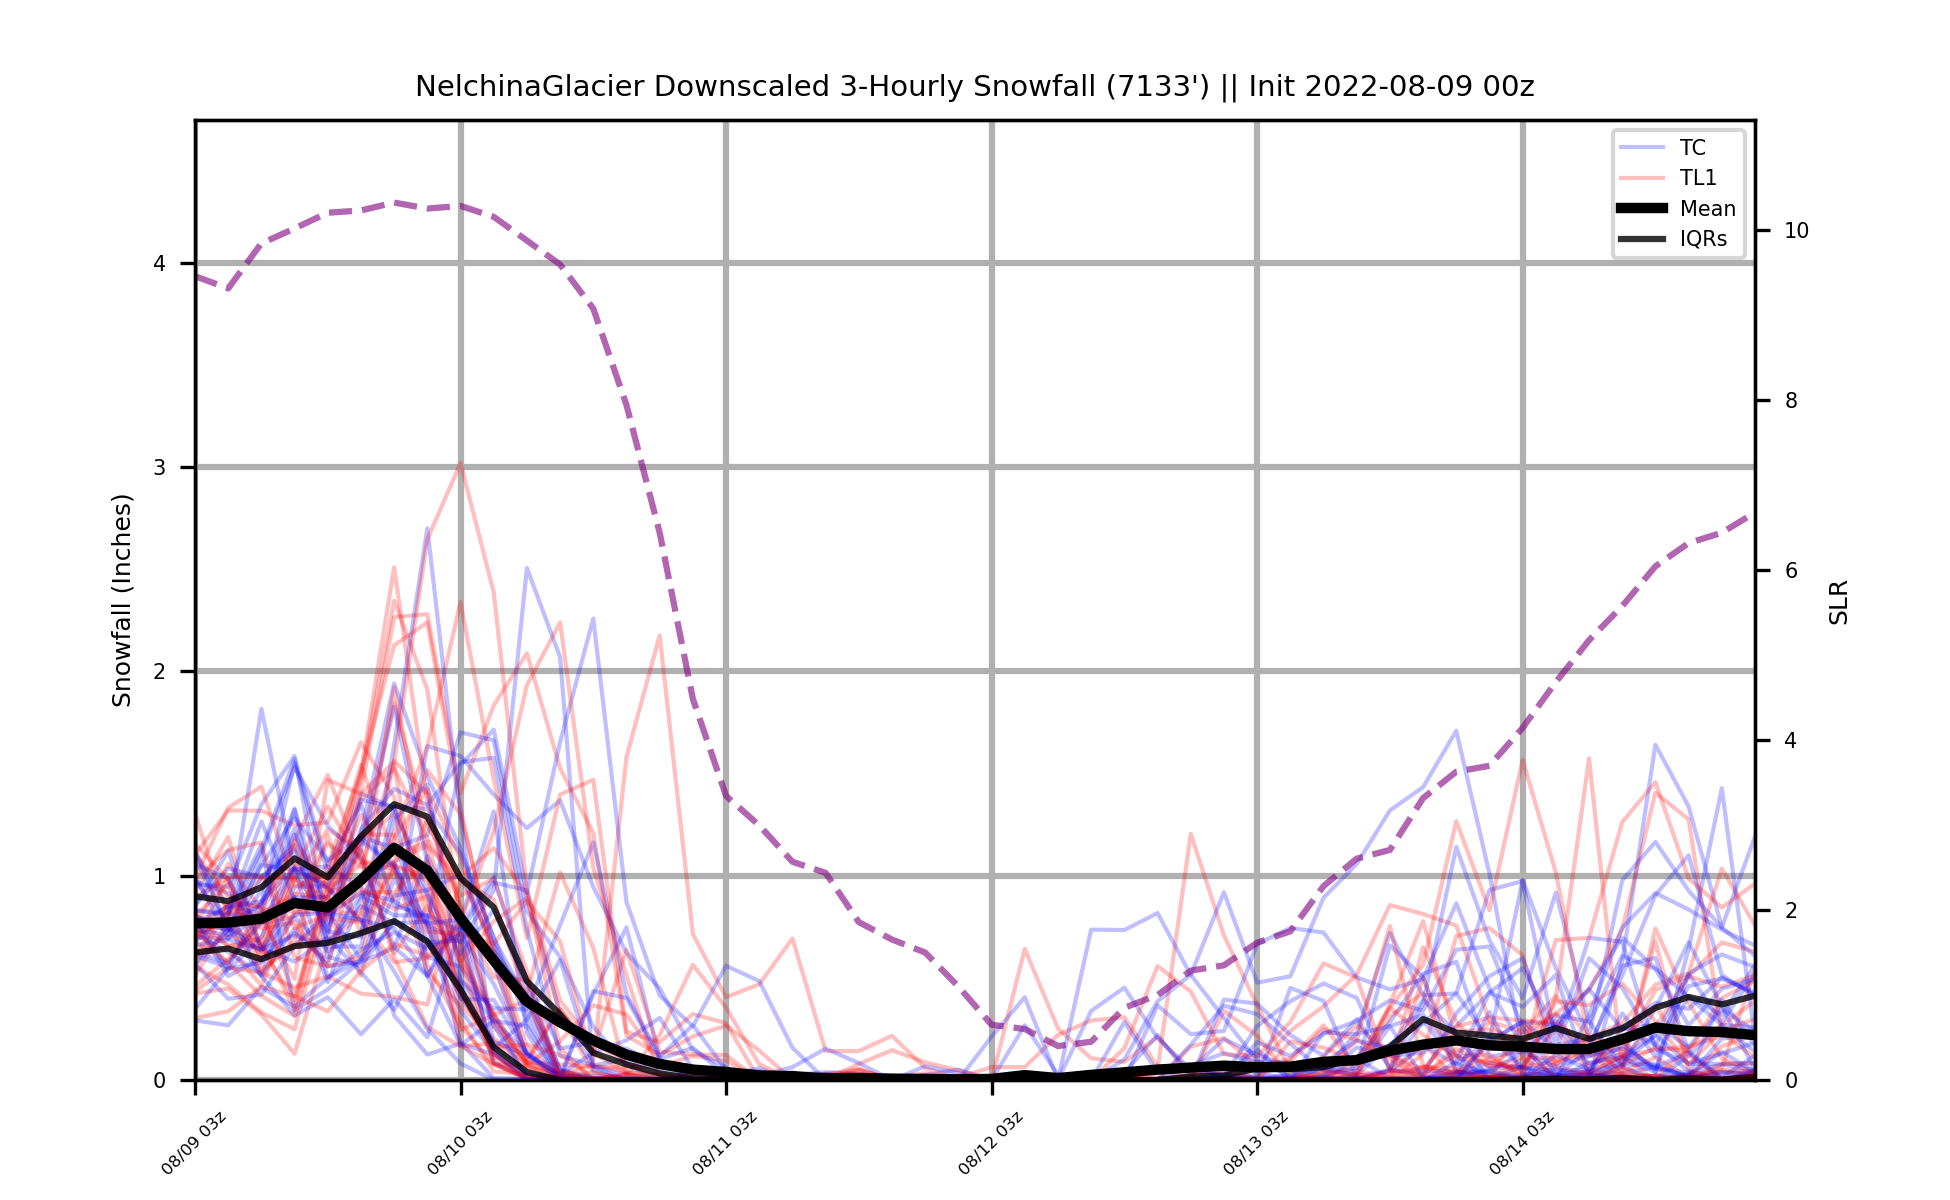 NelchinaGlacier Downscaled 3-Hourly Snowfall (7133') || Init 2022-08-09 00z
TC
TL1
Mean
IQRs
Snowfall (Inches)
4
3
2
1
0
10
8
6
4
2
0
SLR
08/09 03z
08/10 03z
08/11 03z
08/12 03z
08/13 03z
08/14 03z